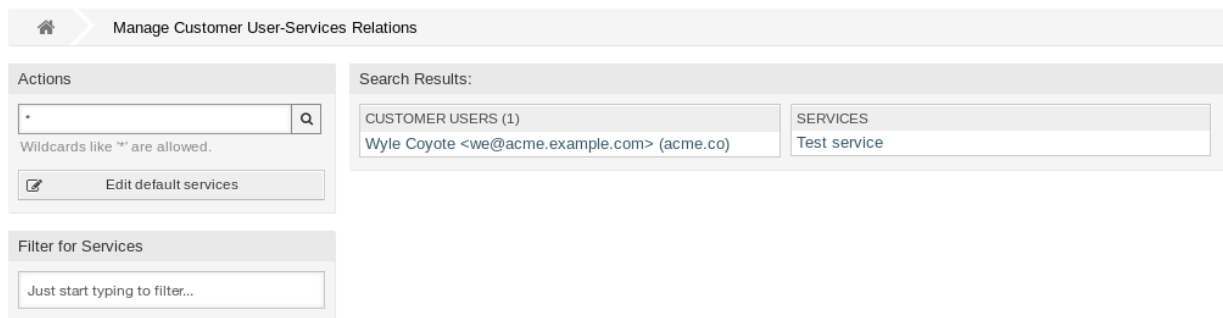 Manage Customer User-Services Relations
Actions
*
Wildcards like '*' are allowed.
Edit default services
Filter for Services
Just start typing to filter...
Search Results:
CUSTOMER USERS (1)
Wyle Coyote <we@acme.example.com> (acme.co)
SERVICES
Test service